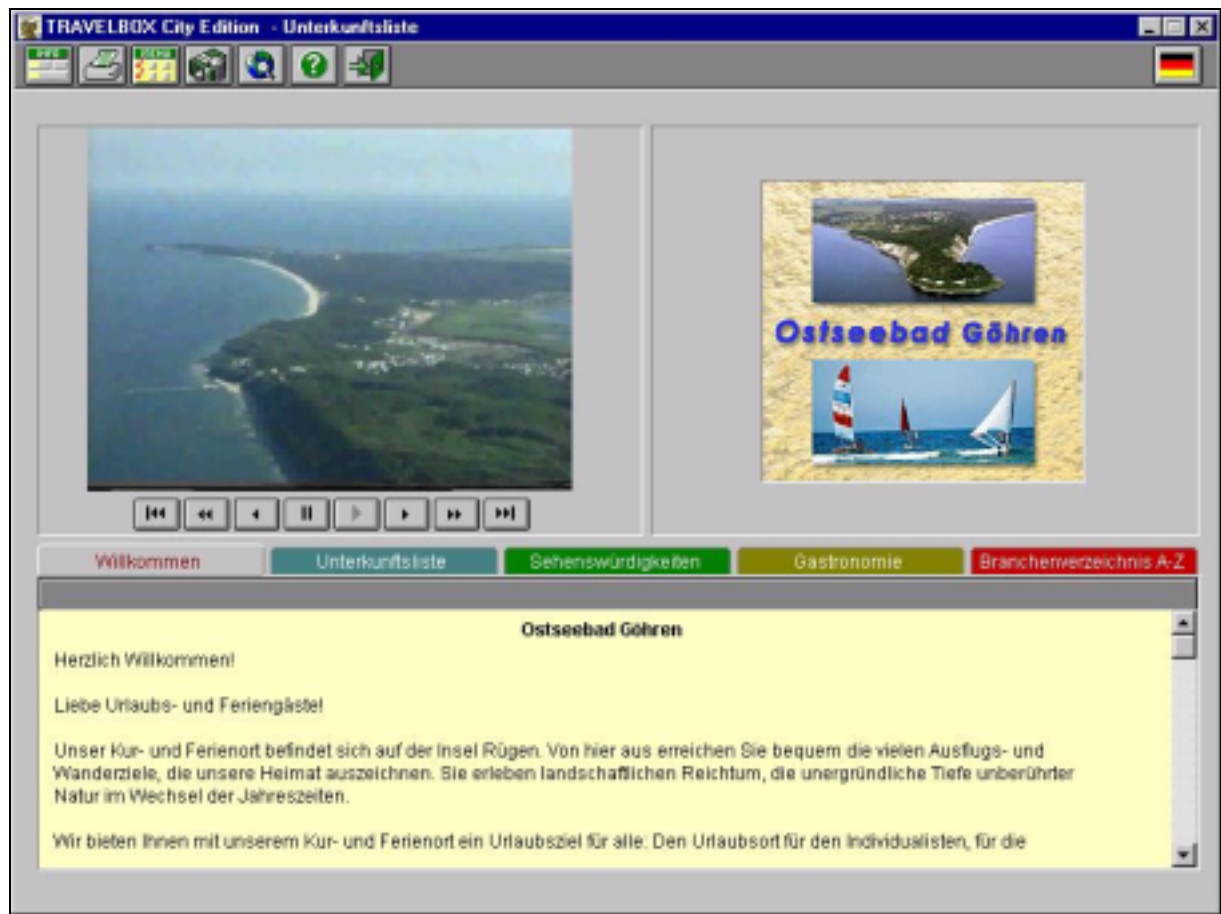 TRAVELBOX City Edition - Unterkunftsliste
INFO
Ostseebad Göhren
Willkommen
Unterkunftsliste
Sehenswürdigkeiten
Gastronomie
Branchenverzeichnis A-Z
Ostseebad Göhren
Herzlich Willkommen!
Liebe Urlaubs- und Feriengäste!
Unser Kur- und Ferienort befindet sich auf der Insel Rügen. Von hier aus erreichen Sie bequem die vielen Ausflugs- und
Wanderziele, die unsere Heimat auszeichnen. Sie erleben landschaftlichen Reichtum, die unergründliche Tiefe unberührter
Natur im Wechsel der Jahreszeiten.
Wir bieten Ihnen mit unserem Kur- und Ferienort ein Urlaubsziel für alle: Den Urlaubsort für den Individualisten, für die